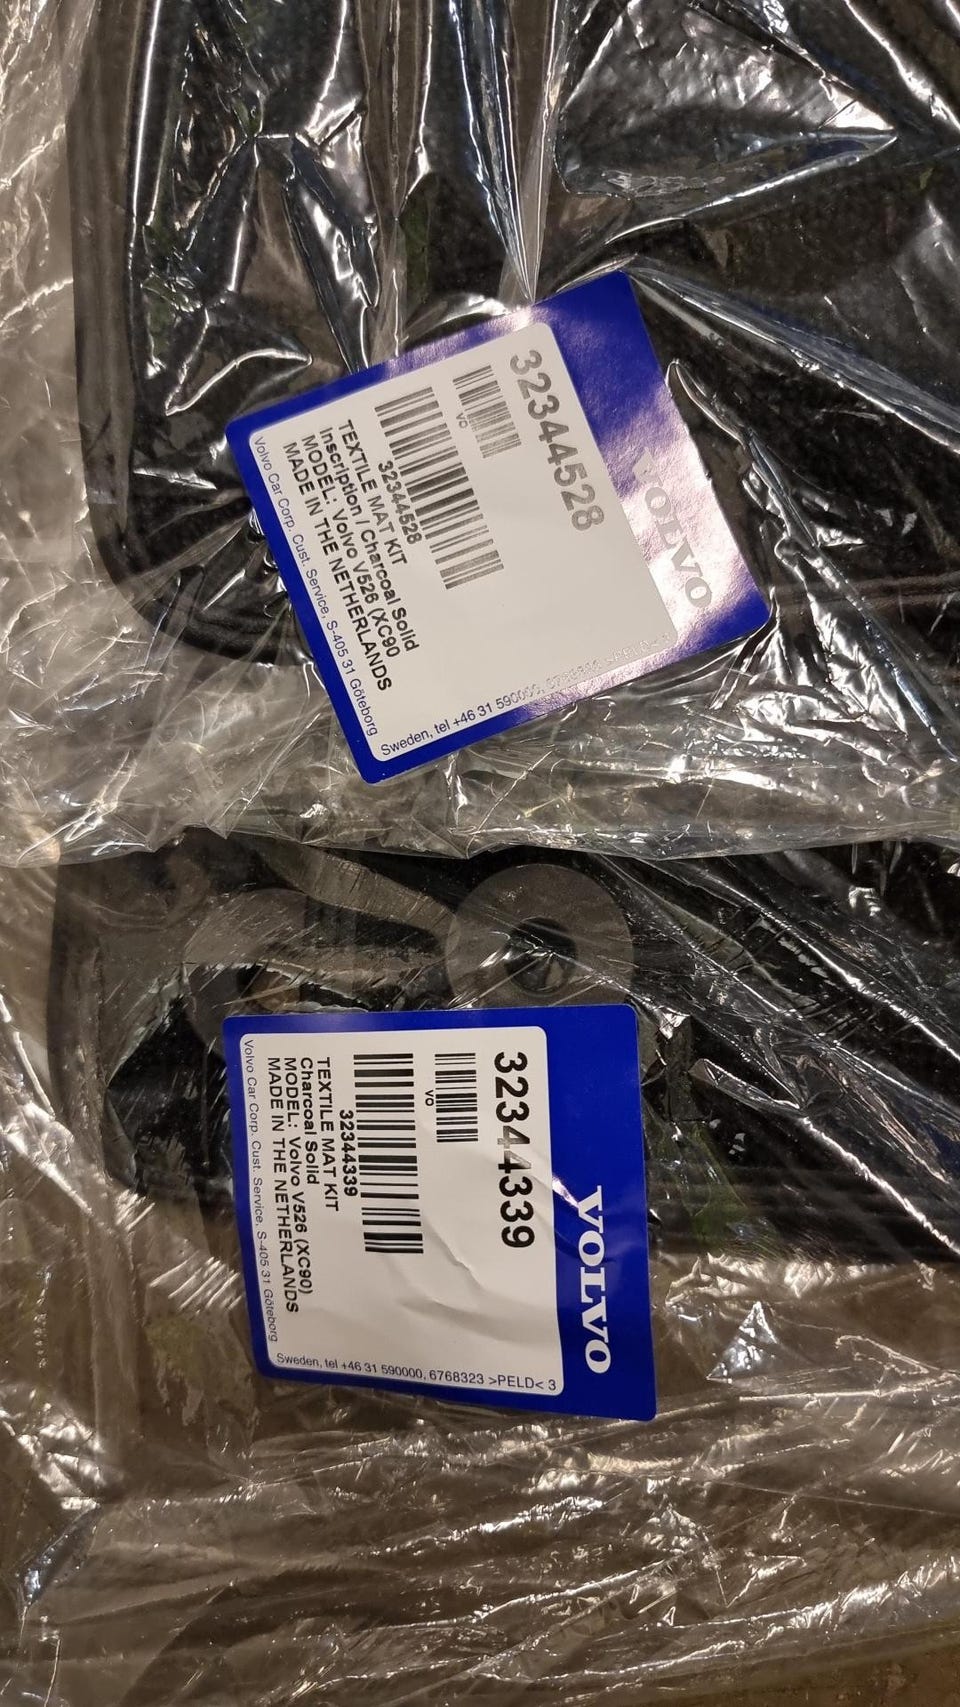 VOLVO
32344528
VO
32344528
TEXTILE MAT KIT
Inscription / Charcoal Solid
MODEL: Volvo V526 (XC90
MADE IN THE NETHERLANDS
Volvo Car Corp. Cust. Service, S-405 31 Göteborg
Sweden, tel +46 31 590000, >PELD<
VOLVO
32344339
VO
32344339
TEXTILE MAT KIT
Charcoal Solid
MODEL: Volvo V526 (XC90)
MADE IN THE NETHERLANDS
Volvo Car Corp. Cust. Service, S-405 31 Göteborg
Sweden, tel +46 31 590000, 6768323 >PELD< 3